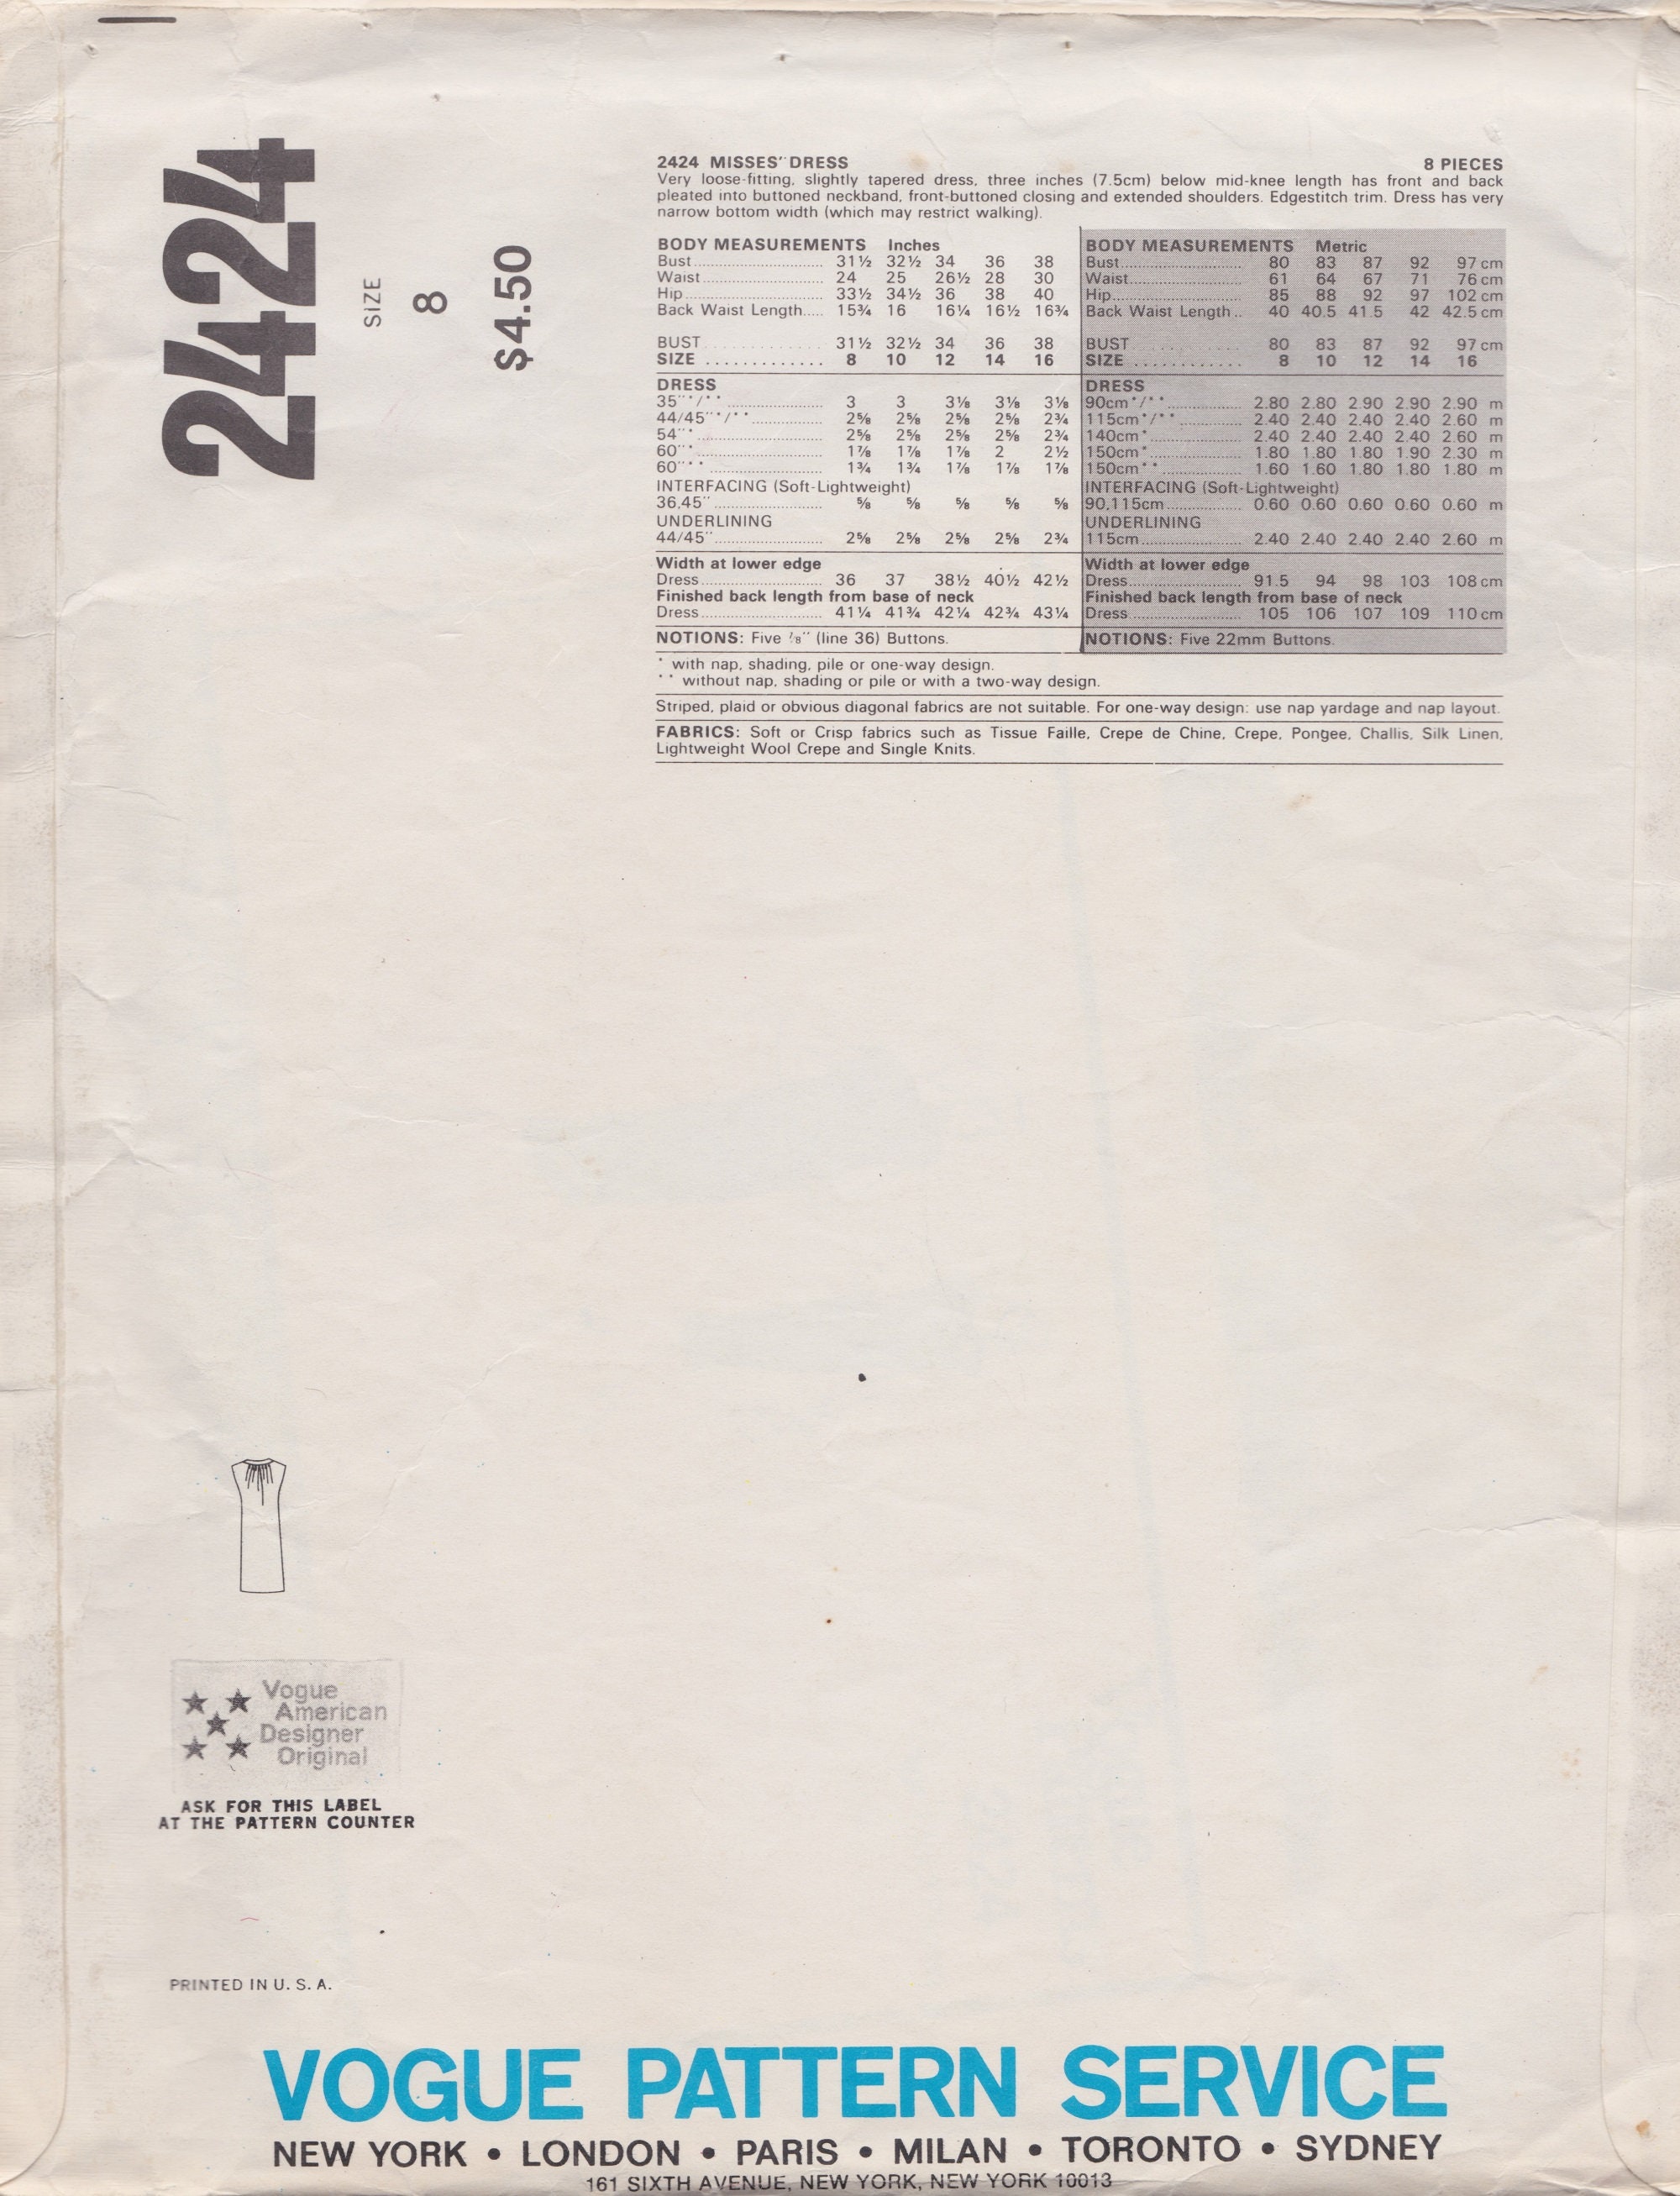 2424
SIZE
8
$4.50
2424 MISSES' DRESS 8 PIECES
Very loose-fitting, slightly tapered dress, three inches (7.5cm) below mid-knee length has front and back
pleated into buttoned neckband, front-buttoned closing and extended shoulders. Edgestitch trim. Dress has very
narrow bottom width (which may restrict walking).
BODY MEASUREMENTS Inches
Bust 31½ 32½ 34 36 38
Waist 24 25 26½ 28 30
Hip 33½ 34½ 36 38 40
Back Waist Length 15¾ 16 16¼ 16½ 16¾
BUST 31½ 32½ 34 36 38
SIZE 8 10 12 14 16
DRESS
35"*/** 3 3 3⅛ 3⅛ 3⅛
44/45"*/** 2⅝ 2⅝ 2⅝ 2⅝ 2¾
54"* 2⅝ 2⅝ 2⅝ 2⅝ 2¾
60"* 1⅞ 1⅞ 1⅞ 2 2½
60"** 1¾ 1¾ 1⅞ 1⅞ 1⅞
INTERFACING (Soft-Lightweight)
36,45" ⅝ ⅝ ⅝ ⅝ ⅝
UNDERLINING
44/45" 2⅝ 2⅝ 2⅝ 2⅝ 2¾
Width at lower edge
Dress 36 37 38½ 40½ 42½
Finished back length from base of neck
Dress 41¼ 41¾ 42¼ 42¾ 43¼
NOTIONS: Five ⅞" (line 36) Buttons.
BODY MEASUREMENTS Metric
Bust 80 83 87 92 97 cm
Waist 61 64 67 71 76 cm
Hip 85 88 92 97 102 cm
Back Waist Length 40 40.5 41.5 42 42.5 cm
BUST 80 83 87 92 97 cm
SIZE 8 10 12 14 16
DRESS
90cm*/** 2.80 2.80 2.90 2.90 2.90 m
115cm*/** 2.40 2.40 2.40 2.40 2.60 m
140cm* 2.40 2.40 2.40 2.40 2.60 m
150cm* 1.80 1.80 1.80 1.90 2.30 m
150cm** 1.60 1.60 1.80 1.80 1.80 m
INTERFACING (Soft-Lightweight)
90,115cm 0.60 0.60 0.60 0.60 0.60 m
UNDERLINING
115cm 2.40 2.40 2.40 2.40 2.60 m
Width at lower edge
Dress 91.5 94 98 103 108 cm
Finished back length from base of neck
Dress 105 106 107 109 110 cm
NOTIONS: Five 22mm Buttons.
* with nap, shading, pile or one-way design.
** without nap, shading or pile or with a two-way design.
Striped, plaid or obvious diagonal fabrics are not suitable. For one-way design: use nap yardage and nap layout.
FABRICS: Soft or Crisp fabrics such as Tissue Faille, Crepe de Chine, Crepe, Pongee, Challis, Silk Linen,
Lightweight Wool Crepe and Single Knits.
Vogue
American
Designer
Original
ASK FOR THIS LABEL
AT THE PATTERN COUNTER
PRINTED IN U. S. A.
VOGUE PATTERN SERVICE
NEW YORK • LONDON • PARIS • MILAN • TORONTO • SYDNEY
161 SIXTH AVENUE, NEW YORK, NEW YORK 10013